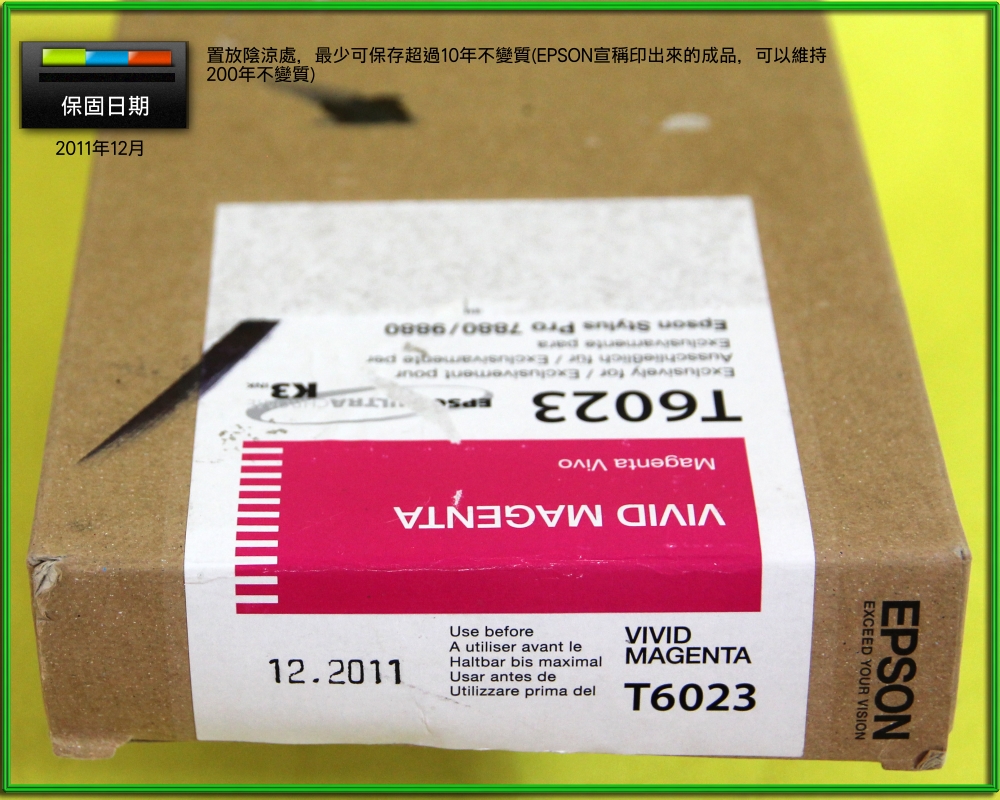 置放陰涼處，最少可保存超過10年不變質(EPSON宣稱印出來的成品，可以維持
200年不變質)
保固日期
2011年12月
Epson Stylus Pro 7880/9880
Exclusivamente para
Ausschließlich für / Exclusivamente per
Exclusively for / Exclusivement pour
T6023
EPSON ULTRACHROME K3 INK
Magenta Vivo
VIVID MAGENTA
12.2011
Use before
A utiliser avant le
Haltbar bis maximal
Usar antes de
Utilizzare prima del
VIVID
MAGENTA
T6023
EPSON
EXCEED YOUR VISION